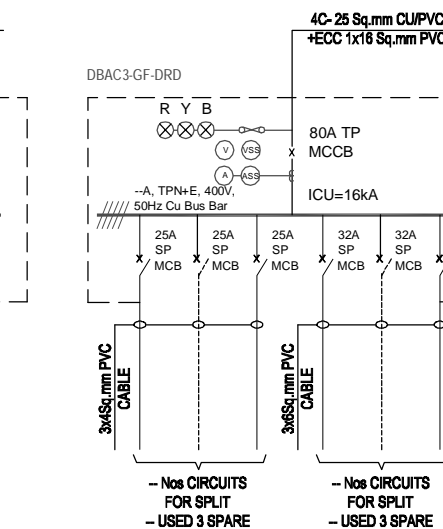 4C- 25 Sq.mm CU/PVC
+ECC 1x16 Sq.mm PVC
DBAC3-GF-DRD
R Y B
V VSS
A ASS
80A TP
MCCB
ICU=16kA
--A, TPN+E, 400V,
50Hz Cu Bus Bar
25A
SP
MCB
25A
SP
MCB
25A
SP
MCB
32A
SP
MCB
32A
SP
MCB
3x4Sq.mm PVC
CABLE
3x6Sq.mm PVC
CABLE
-- Nos CIRCUITS
FOR SPLIT
-- USED 3 SPARE
-- Nos CIRCUITS
FOR SPLIT
-- USED 3 SPARE